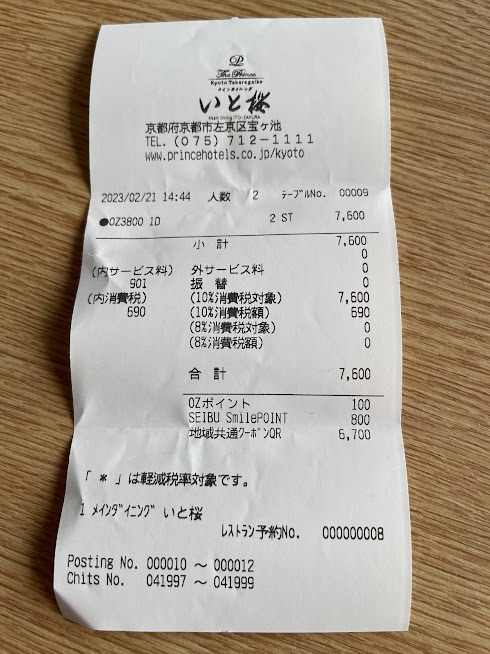 P
The Prince
Kyoto Takaragaike
メインダイニング
いと桜
Main Dining ITO-ZAKURA
京都府京都市左京区宝ヶ池
TEL. (075) 712-1111
www.princehotels.co.jp/kyoto
2023/02/21 14:44 人数 2 テーブルNo. 00009
●OZ3800 1D 2 ST 7,600
小 計 7,600
0
(内サービス料) 外サービス料 0
901 振 替 0
(内消費税) (10%消費税対象) 7,600
690 (10%消費税額) 690
(8%消費税対象) 0
(8%消費税額) 0
合 計 7,600
OZポイント 100
SEIBU SmilePOINT 800
地域共通クーポンQR 6,700
「 * 」は軽減税率対象です。
1 メインダイニング いと桜
レストラン予約No. 000000008
Posting No. 000010 ～ 000012
Chits No. 041997 ～ 041999